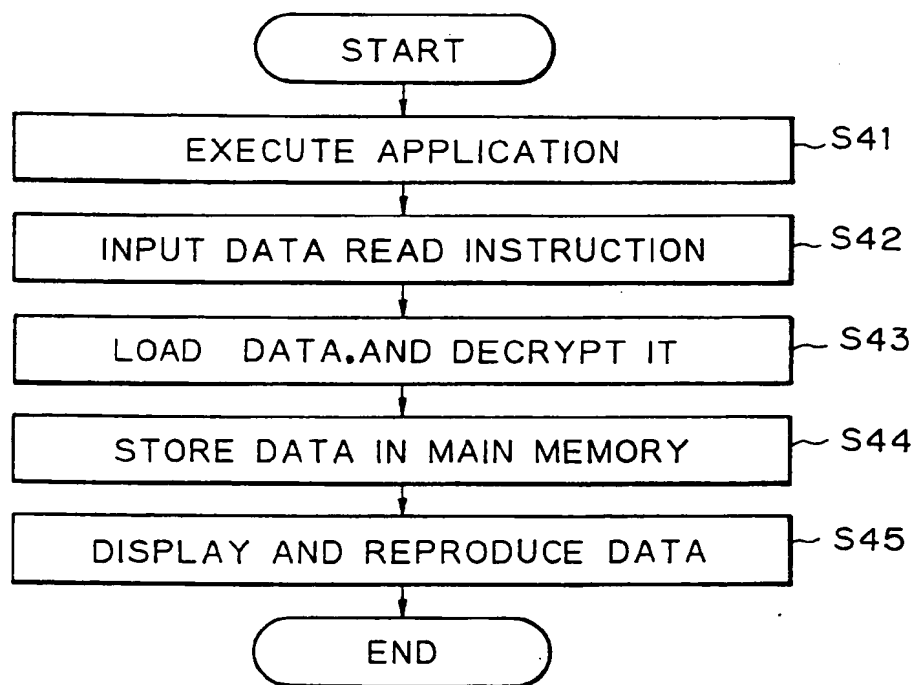 START
EXECUTE APPLICATION
S41
INPUT DATA READ INSTRUCTION
S42
LOAD DATA.AND DECRYPT IT
S43
STORE DATA IN MAIN MEMORY
S44
DISPLAY AND REPRODUCE DATA
S45
END